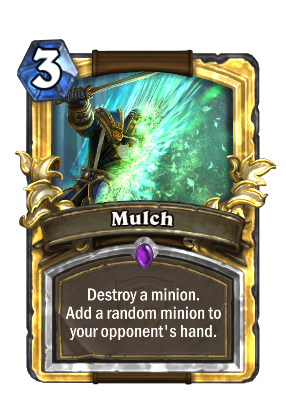 3
Mulch
Destroy a minion.
Add a random minion to
your opponent's hand.